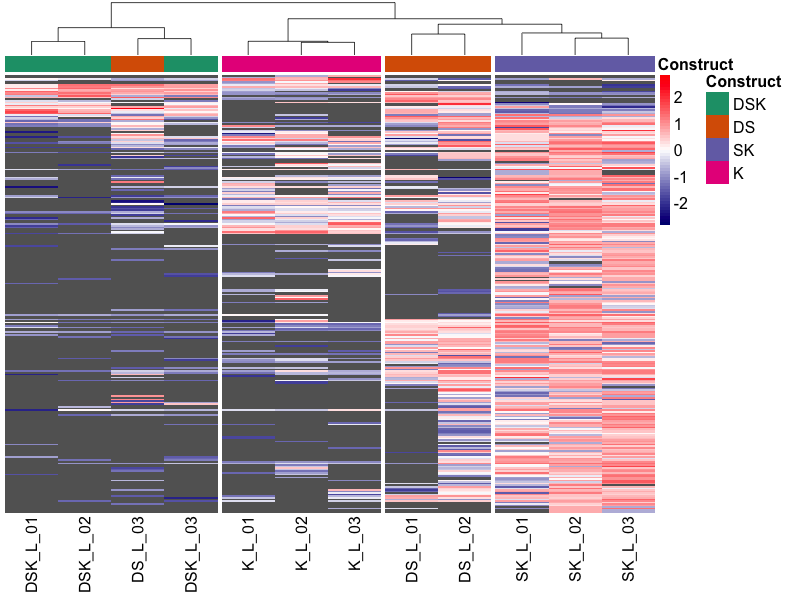 Construct
2
1
0
-1
-2
Construct
DSK
DS
SK
K
DSK_L_01
DSK_L_02
DS_L_03
DSK_L_03
K_L_01
K_L_02
K_L_03
DS_L_01
DS_L_02
SK_L_01
SK_L_02
SK_L_03